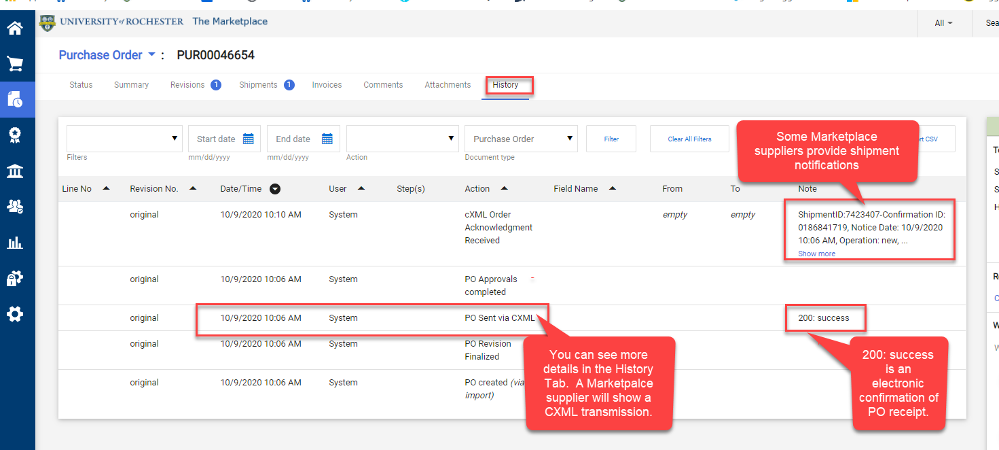 UNIVERSITY of ROCHESTER The Marketplace
All
Purchase Order : PUR00046654
Status Summary Revisions 1 Shipments 1 Invoices Comments Attachments History
Start date End date Purchase Order Filter Clear All Filters CSV
Filters mm/dd/yyyy mm/dd/yyyy Action Document type
Some Marketplace
suppliers provide shipment
notifications
Line No Revision No. Date/Time User Step(s) Action Field Name From To Note
original 10/9/2020 10:10 AM System cXML Order empty empty ShipmentID:7423407-Confirmation ID:
Acknowledgment 0186841719, Notice Date: 10/9/2020
Received 10:06 AM, Operation: new, ...
Show more
original 10/9/2020 10:06 AM System PO Approvals -
completed
original 10/9/2020 10:06 AM System PO Sent via CXML 200: success
original 10/9/2020 10:06 AM System PO Revision
Finalized
original 10/9/2020 10:06 AM System PO created (via
import)
You can see more
details in the History
Tab. A Marketpalce
supplier will show a
CXML transmission.
200: success
is an
electronic
confirmation of
PO receipt.